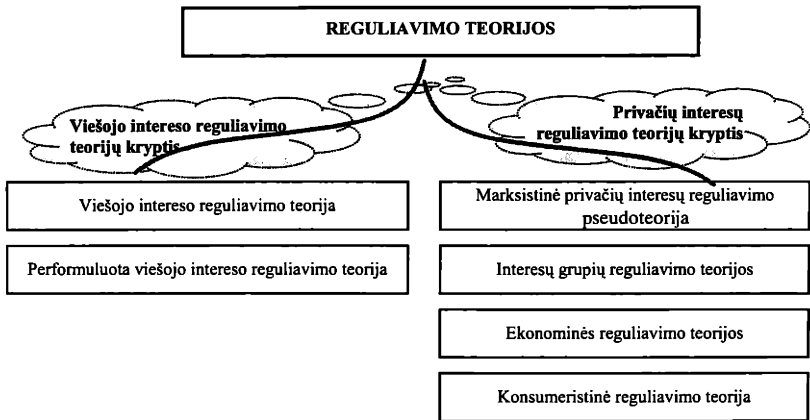 REGULIAVIMO TEORIJOS
Viešojo intereso reguliavimo
teorijų kryptis
Privačių interesų
reguliavimo teorijų kryptis
Viešojo intereso reguliavimo teorija
Performuluota viešojo intereso reguliavimo teorija
Marksistinė privačių interesų reguliavimo
pseudoteorija
Interesų grupių reguliavimo teorijos
Ekonominės reguliavimo teorijos
Konsumeristinė reguliavimo teorija